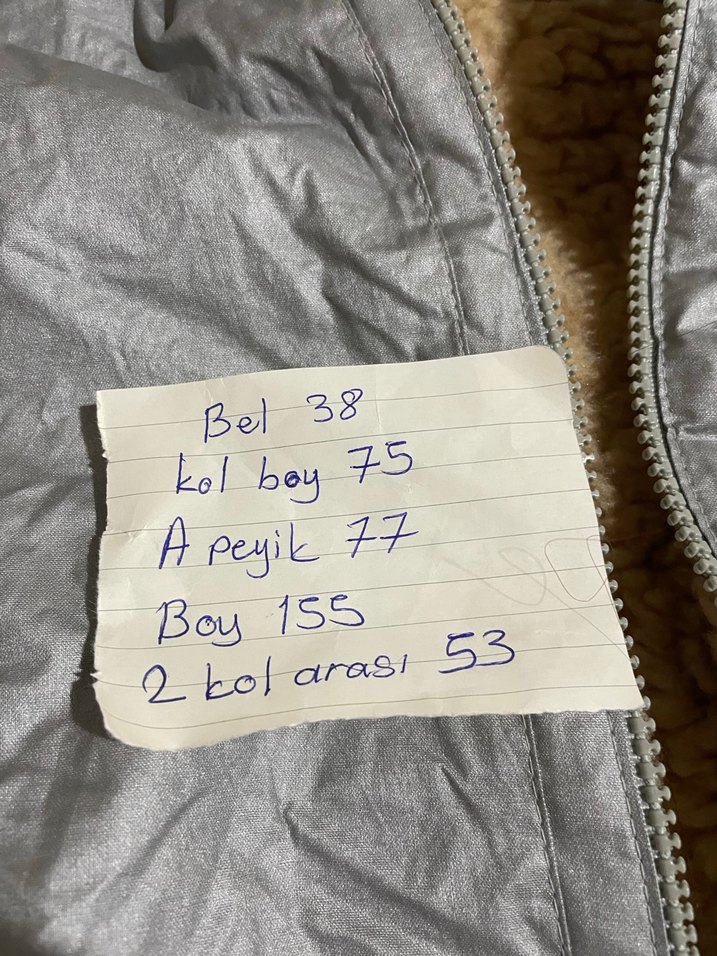 Bel 38
kol boy 75
A peyik 77
Boy 155
2 kol arası 53